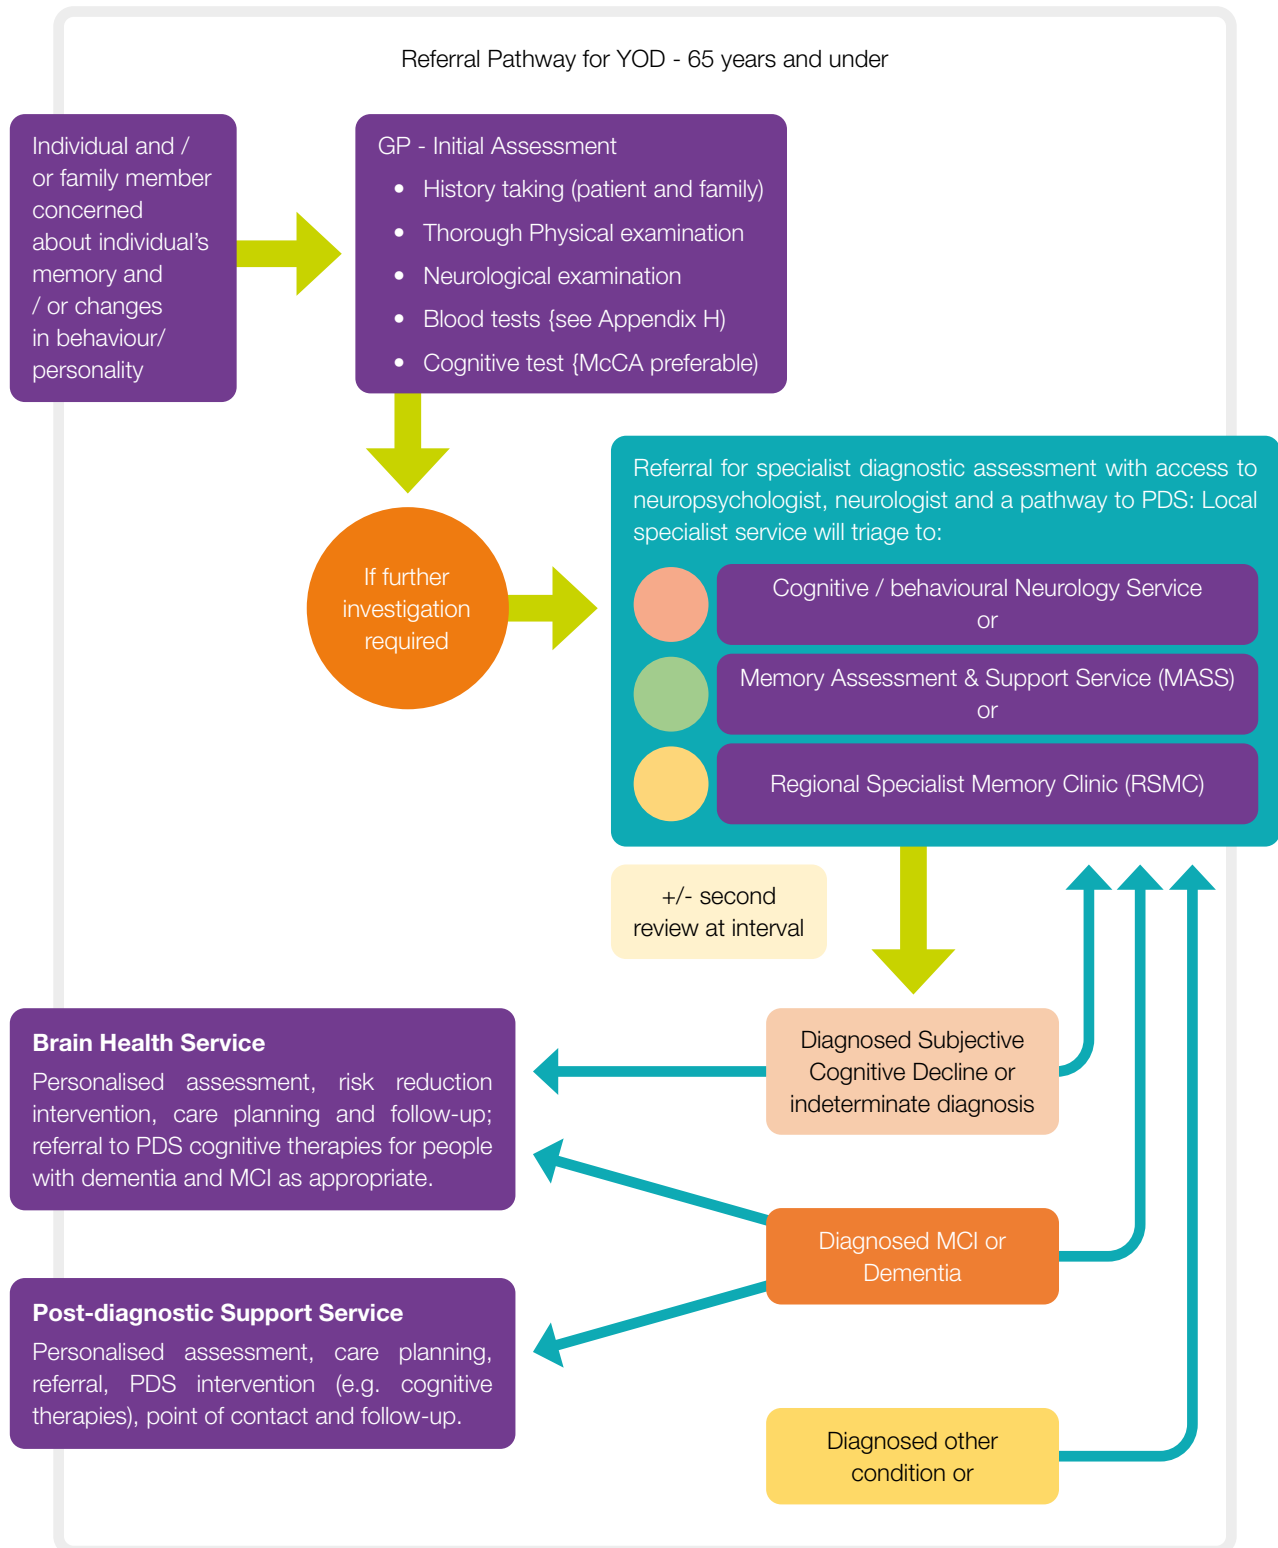 Referral Pathway for YOD - 65 years and under
Individual and /
or family member
concerned
about individual's
memory and
/ or changes
in behaviour/
personality
GP - Initial Assessment
• History taking (patient and family)
• Thorough Physical examination
• Neurological examination
• Blood tests {see Appendix H)
• Cognitive test {McCA preferable)
If further
investigation
required
Referral for specialist diagnostic assessment with access to
neuropsychologist, neurologist and a pathway to PDS: Local
specialist service will triage to:
Cognitive / behavioural Neurology Service
or
Memory Assessment & Support Service (MASS)
or
Regional Specialist Memory Clinic (RSMC)
+/- second
review at interval
Diagnosed Subjective
Cognitive Decline or
indeterminate diagnosis
Brain Health Service
Personalised assessment, risk reduction
intervention, care planning and follow-up;
referral to PDS cognitive therapies for people
with dementia and MCI as appropriate.
Diagnosed MCI or
Dementia
Post-diagnostic Support Service
Personalised assessment, care planning,
referral, PDS intervention (e.g. cognitive
therapies), point of contact and follow-up.
Diagnosed other
condition or